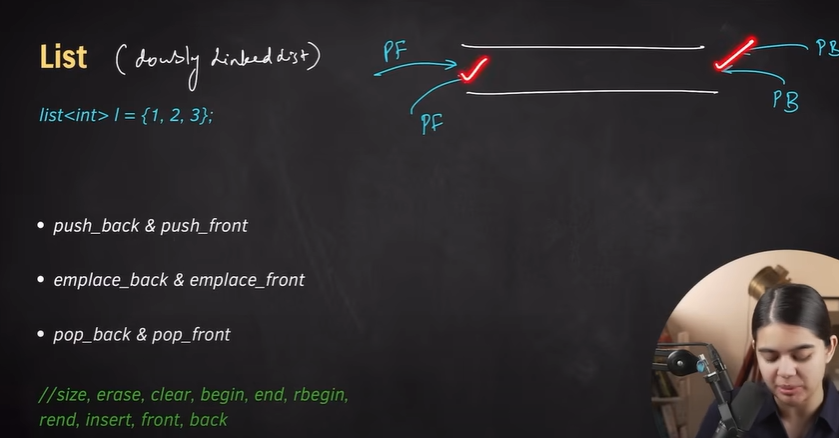 List (doubly Linked List)
list<int> l = {1, 2, 3};
PF
PF
PB
PB
• push_back & push_front
• emplace_back & emplace_front
• pop_back & pop_front
//size, erase, clear, begin, end, rbegin,
rend, insert, front, back